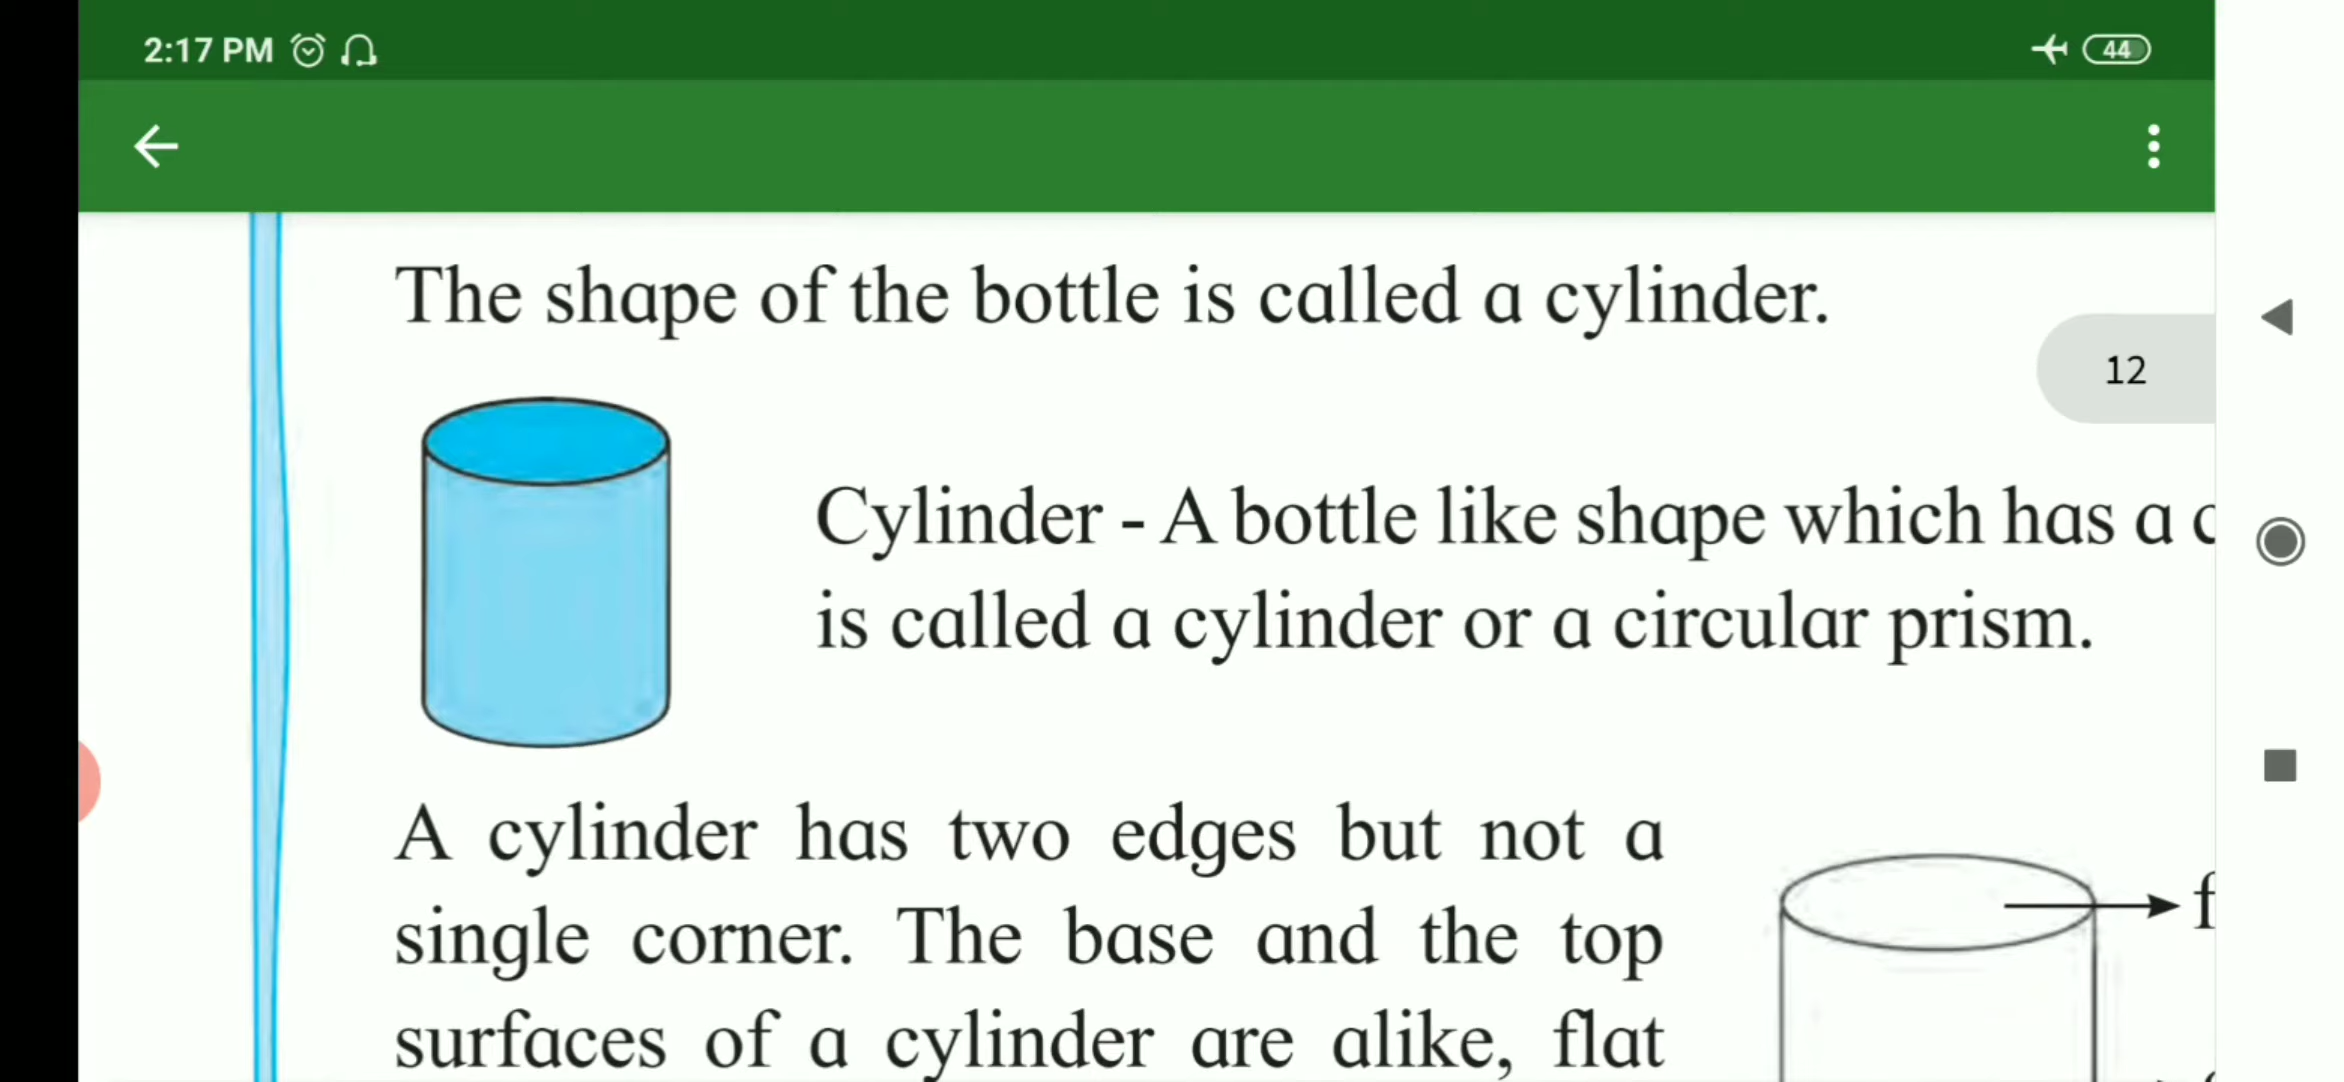 2:17 PM
44
The shape of the bottle is called a cylinder.
12
Cylinder - A bottle like shape which has a
is called a cylinder or a circular prism.
A cylinder has two edges but not a
single corner. The base and the top
surfaces of a cylinder are alike, flat